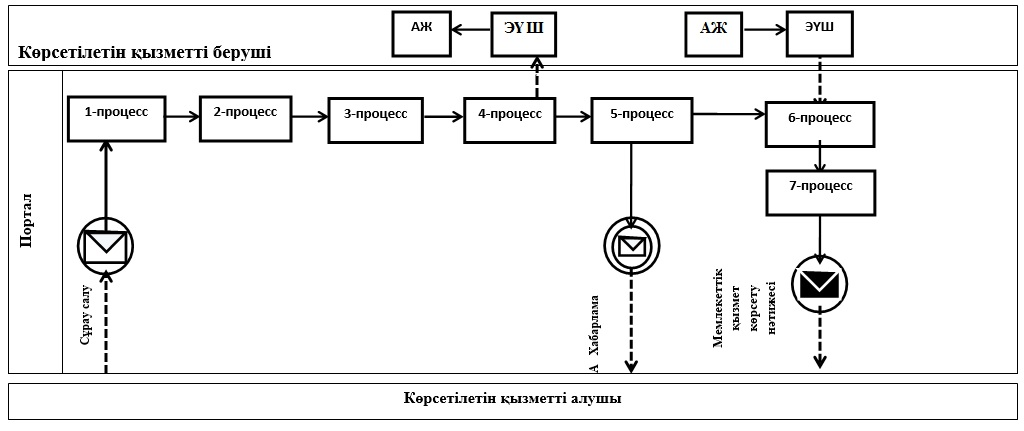 АЖ
ЭҮШ
АЖ
ЭҮШ
Көрсетілетін қызметті беруші
Портал
1-процесс
2-процесс
3-процесс
4-процесс
5-процесс
6-процесс
7-процесс
Сұрау салу
А Хабарлама
Мемлекеттік
қызмет
көрсету
нәтижесі
Көрсетілетін қызметті алушы